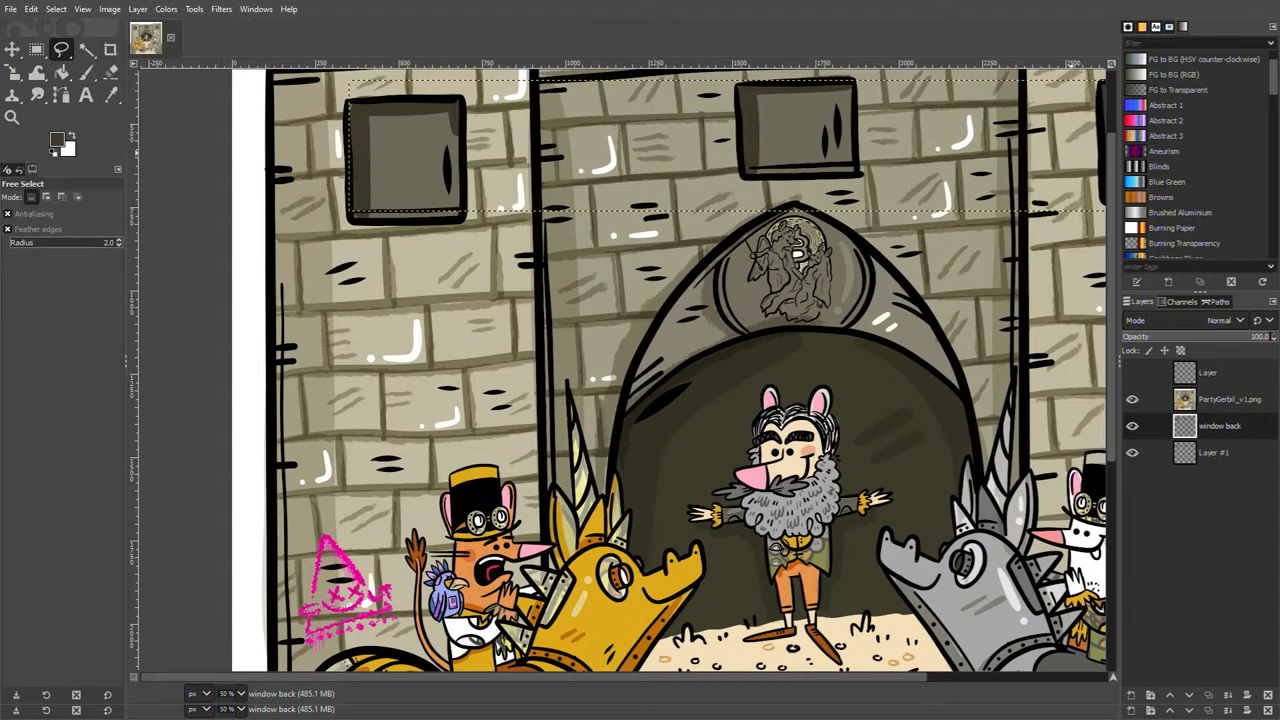 File Edit Select View Image Layer Colors Tools Filters Windows Help
Free Select
Mode:
Antialiasing
Feather edges
Radius 2.0
filter
FG to BG (HSV counter-clockwise)
FG to BG (RGB)
FG to Transparent
Abstract 1
Abstract 2
Abstract 3
Aneurism
Blinds
Blue Green
Browns
Brushed Aluminium
Burning Paper
Burning Transparency
enter tags
Layers Channels Paths
Mode Normal
Opacity 100.0
Lock:
Layer
PartyGerbil_v1.png
window back
Layer #1
px 50 % window back (485.1 MB)
px 50 % window back (485.1 MB)